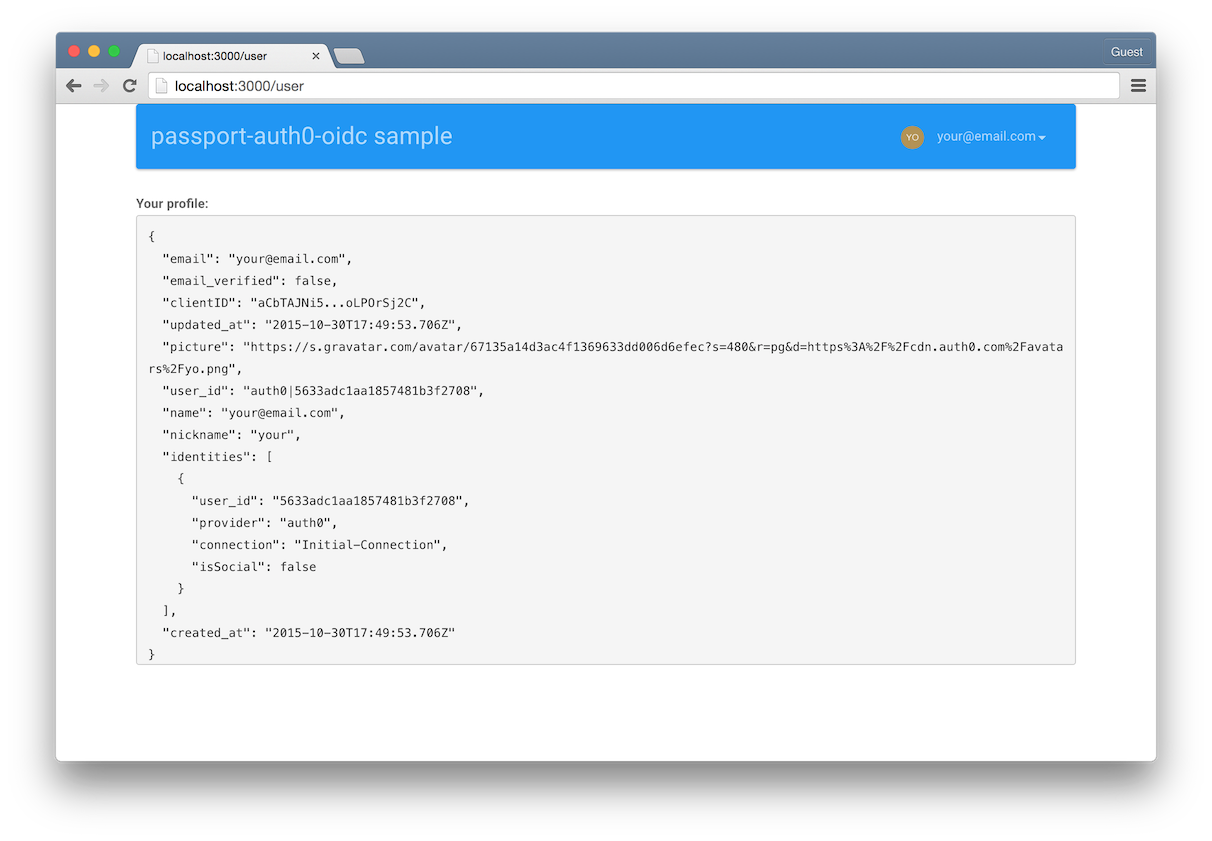 localhost:3000/user
Guest
localhost:3000/user
passport-auth0-oidc sample
YO
your@email.com
Your profile:
{
  "email": "your@email.com",
  "email_verified": false,
  "clientID": "aCbTAJNi5...oLPOrSj2C",
  "updated_at": "2015-10-30T17:49:53.706Z",
  "picture": "https://s.gravatar.com/avatar/67135a14d3ac4f1369633dd006d6efec?s=480&r=pg&d=https%3A%2F%2Fcdn.auth0.com%2Favata
rs%2Fyo.png",
  "user_id": "auth0|5633adc1aa1857481b3f2708",
  "name": "your@email.com",
  "nickname": "your",
  "identities": [
    {
      "user_id": "5633adc1aa1857481b3f2708",
      "provider": "auth0",
      "connection": "Initial-Connection",
      "isSocial": false
    }
  ],
  "created_at": "2015-10-30T17:49:53.706Z"
}